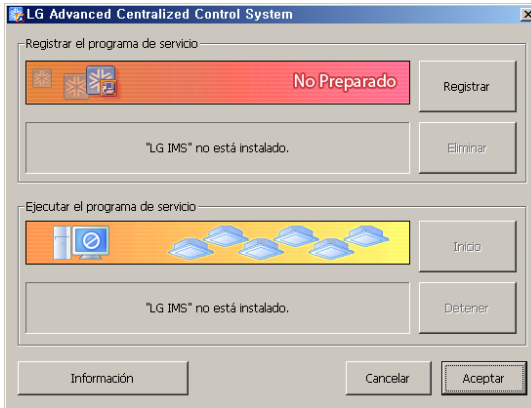 LG Advanced Centralized Control System
Registrar el programa de servicio
No Preparado
Registrar
"LG IMS" no está instalado.
Eliminar
Ejecutar el programa de servicio
Inicio
"LG IMS" no está instalado.
Detener
Información
Cancelar
Aceptar